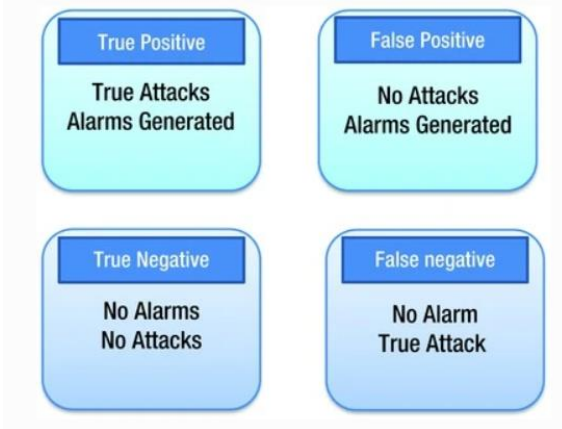 True Positive
True Attacks
Alarms Generated
False Positive
No Attacks
Alarms Generated
True Negative
No Alarms
No Attacks
False negative
No Alarm
True Attack